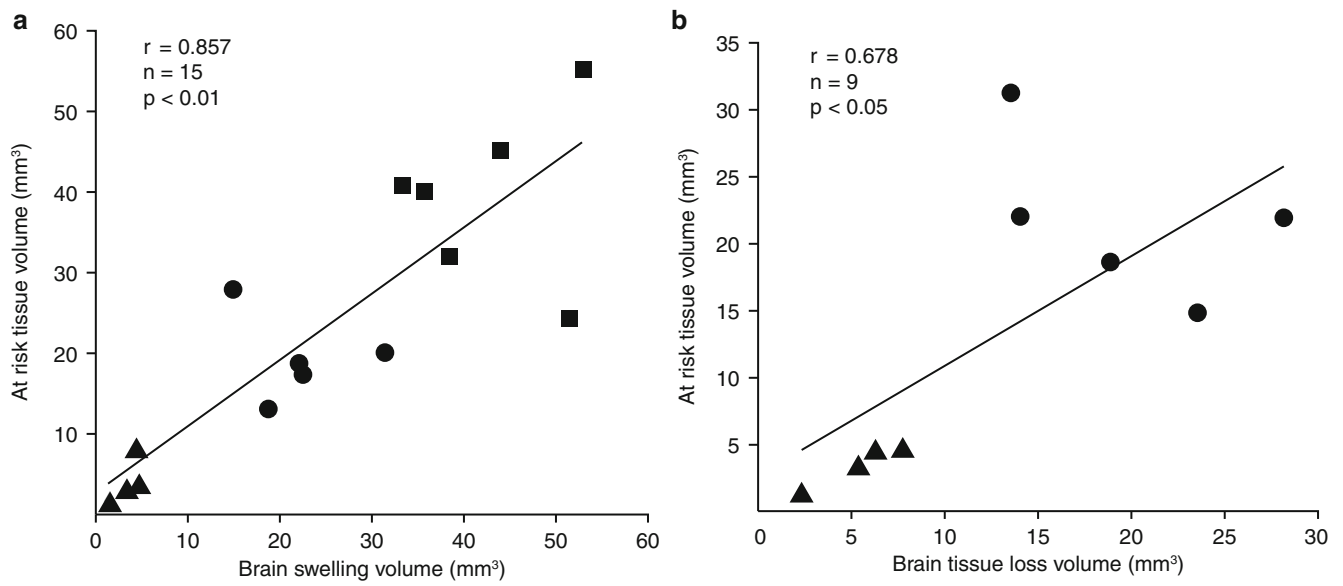 a
r = 0.857
n = 15
p < 0.01
At risk tissue volume (mm³)
60
50
40
30
20
10
0 10 20 30 40 50 60
Brain swelling volume (mm³)
b
r = 0.678
n = 9
p < 0.05
At risk tissue volume (mm³)
35
30
25
20
15
10
5
0 5 10 15 20 25 30
Brain tissue loss volume (mm³)